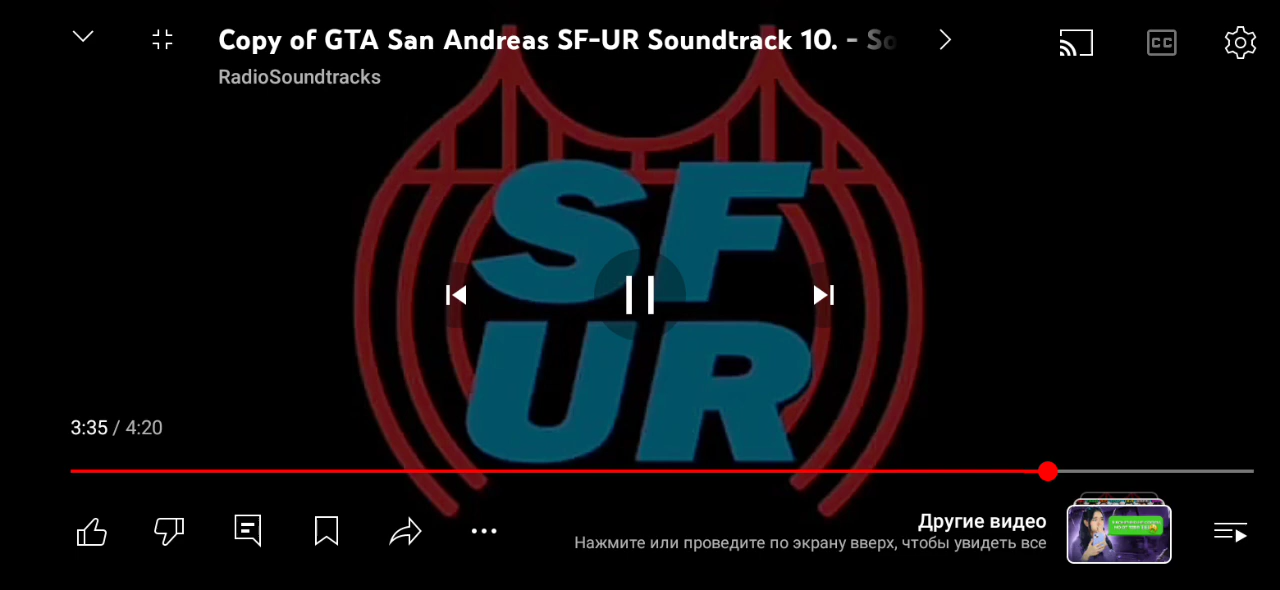 Copy of GTA San Andreas SF-UR Soundtrack 10. - So
RadioSoundtracks
CC
SF
UR
3:35 / 4:20
Другие видео
Нажмите или проведите по экрану вверх, чтобы увидеть все